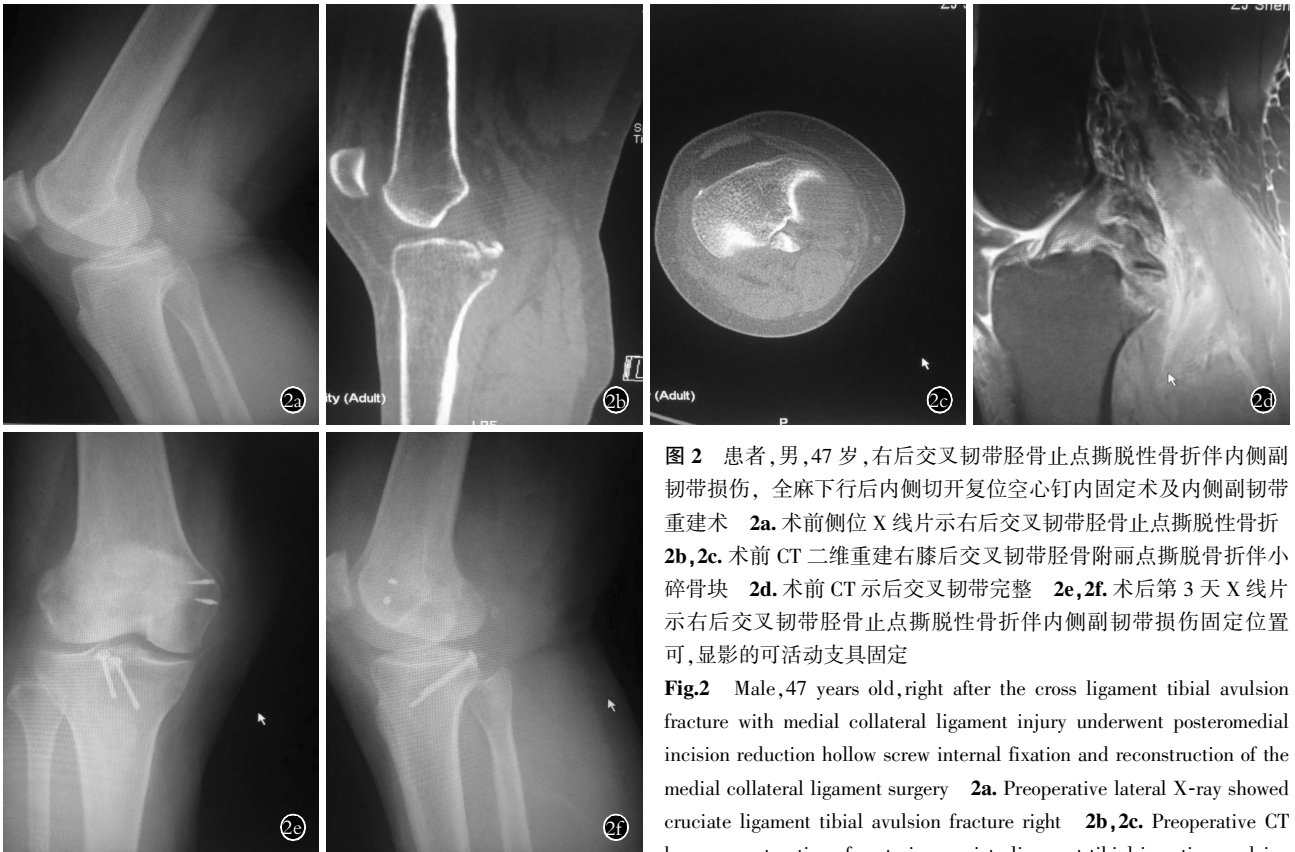 ZJ
ZJ Shen
S
ity (Adult)
(Adult)
P
2a
2b
2c
2d
图 2 患者,男,47 岁,右后交叉韧带胫骨止点撕脱性骨折伴内侧副
韧带损伤, 全麻下行后内侧切开复位空心钉内固定术及内侧副韧带
重建术 2a. 术前侧位 X 线片示右后交叉韧带胫骨止点撕脱性骨折
2b,2c. 术前 CT 二维重建右膝后交叉韧带胫骨附丽点撕脱骨折伴小
碎骨块 2d. 术前 CT 示后交叉韧带完整 2e,2f. 术后第 3 天 X 线片
示右后交叉韧带胫骨止点撕脱性骨折伴内侧副韧带损伤固定位置
可,显影的可活动支具固定
Fig.2 Male,47 years old,right after the cross ligament tibial avulsion
fracture with medial collateral ligament injury underwent posteromedial
incision reduction hollow screw internal fixation and reconstruction of the
medial collateral ligament surgery 2a. Preoperative lateral X-ray showed
cruciate ligament tibial avulsion fracture right 2b,2c. Preoperative CT
2e
2f